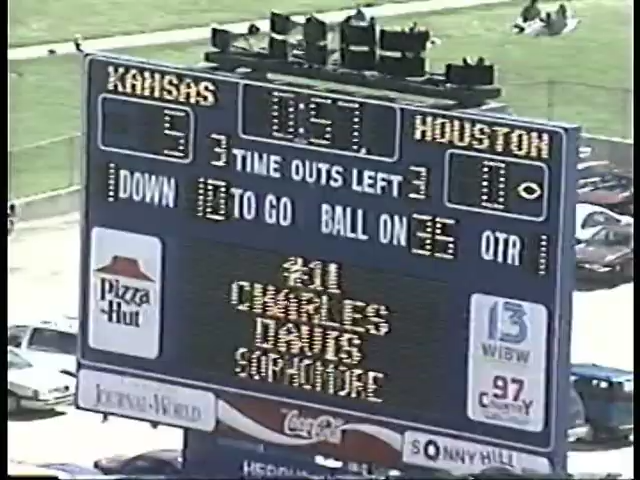 KANSAS
0:57
HOUSTON
5
3
TIME OUTS LEFT
3
0
1 DOWN 10 TO GO BALL ON 35 QTR 1
#11
CHARLES
DAVIS
SOPHOMORE
Pizza
Hut
13
WIBW
97
COUNTRY
JOURNAL-WORLD
Coca-Cola
SONNY HILL